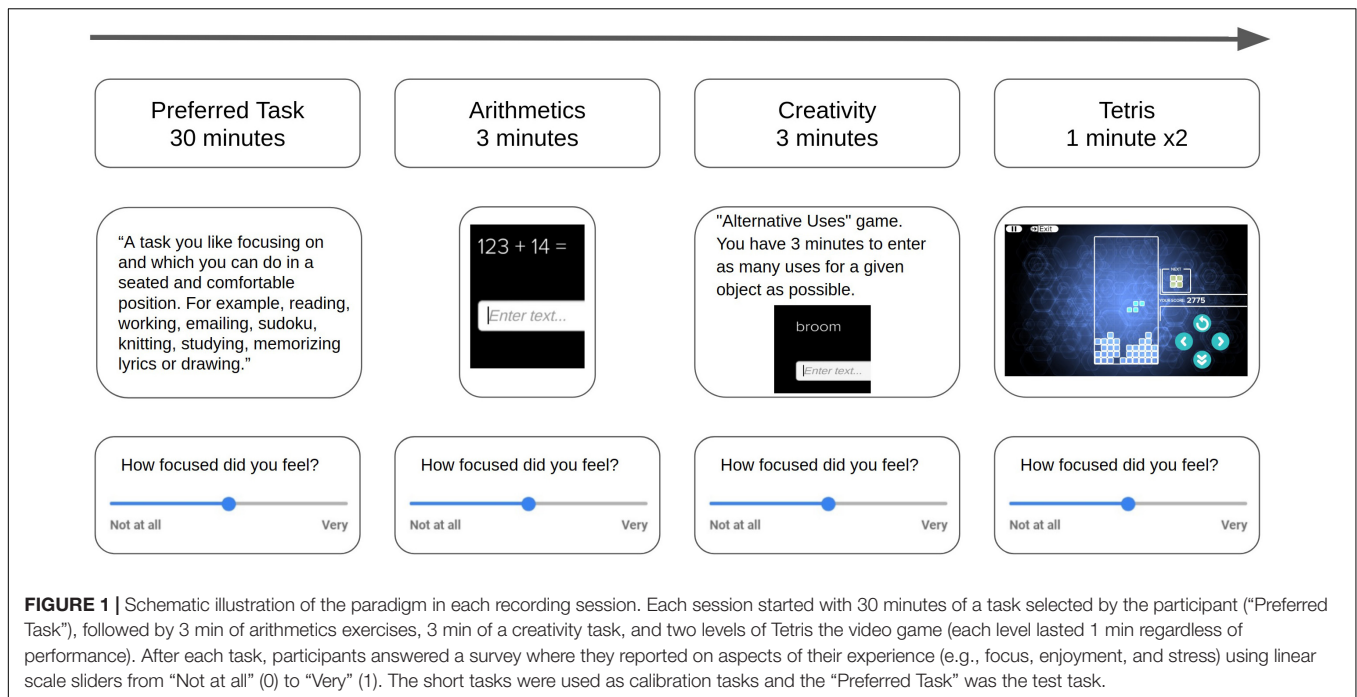 Preferred Task
30 minutes
Arithmetics
3 minutes
Creativity
3 minutes
Tetris
1 minute x2
“A task you like focusing on
and which you can do in a
seated and comfortable
position. For example, reading,
working, emailing, sudoku,
knitting, studying, memorizing
lyrics or drawing.”
123 + 14 =
Enter text...
"Alternative Uses" game.
You have 3 minutes to enter
as many uses for a given
object as possible.
broom
Enter text...
Exit
NEXT
YOUR SCORE: 2775
How focused did you feel?
Not at all Very
How focused did you feel?
Not at all Very
How focused did you feel?
Not at all Very
How focused did you feel?
Not at all Very
FIGURE 1 | Schematic illustration of the paradigm in each recording session. Each session started with 30 minutes of a task selected by the participant (“Preferred
Task”), followed by 3 min of arithmetics exercises, 3 min of a creativity task, and two levels of Tetris the video game (each level lasted 1 min regardless of
performance). After each task, participants answered a survey where they reported on aspects of their experience (e.g., focus, enjoyment, and stress) using linear
scale sliders from “Not at all” (0) to “Very” (1). The short tasks were used as calibration tasks and the “Preferred Task” was the test task.